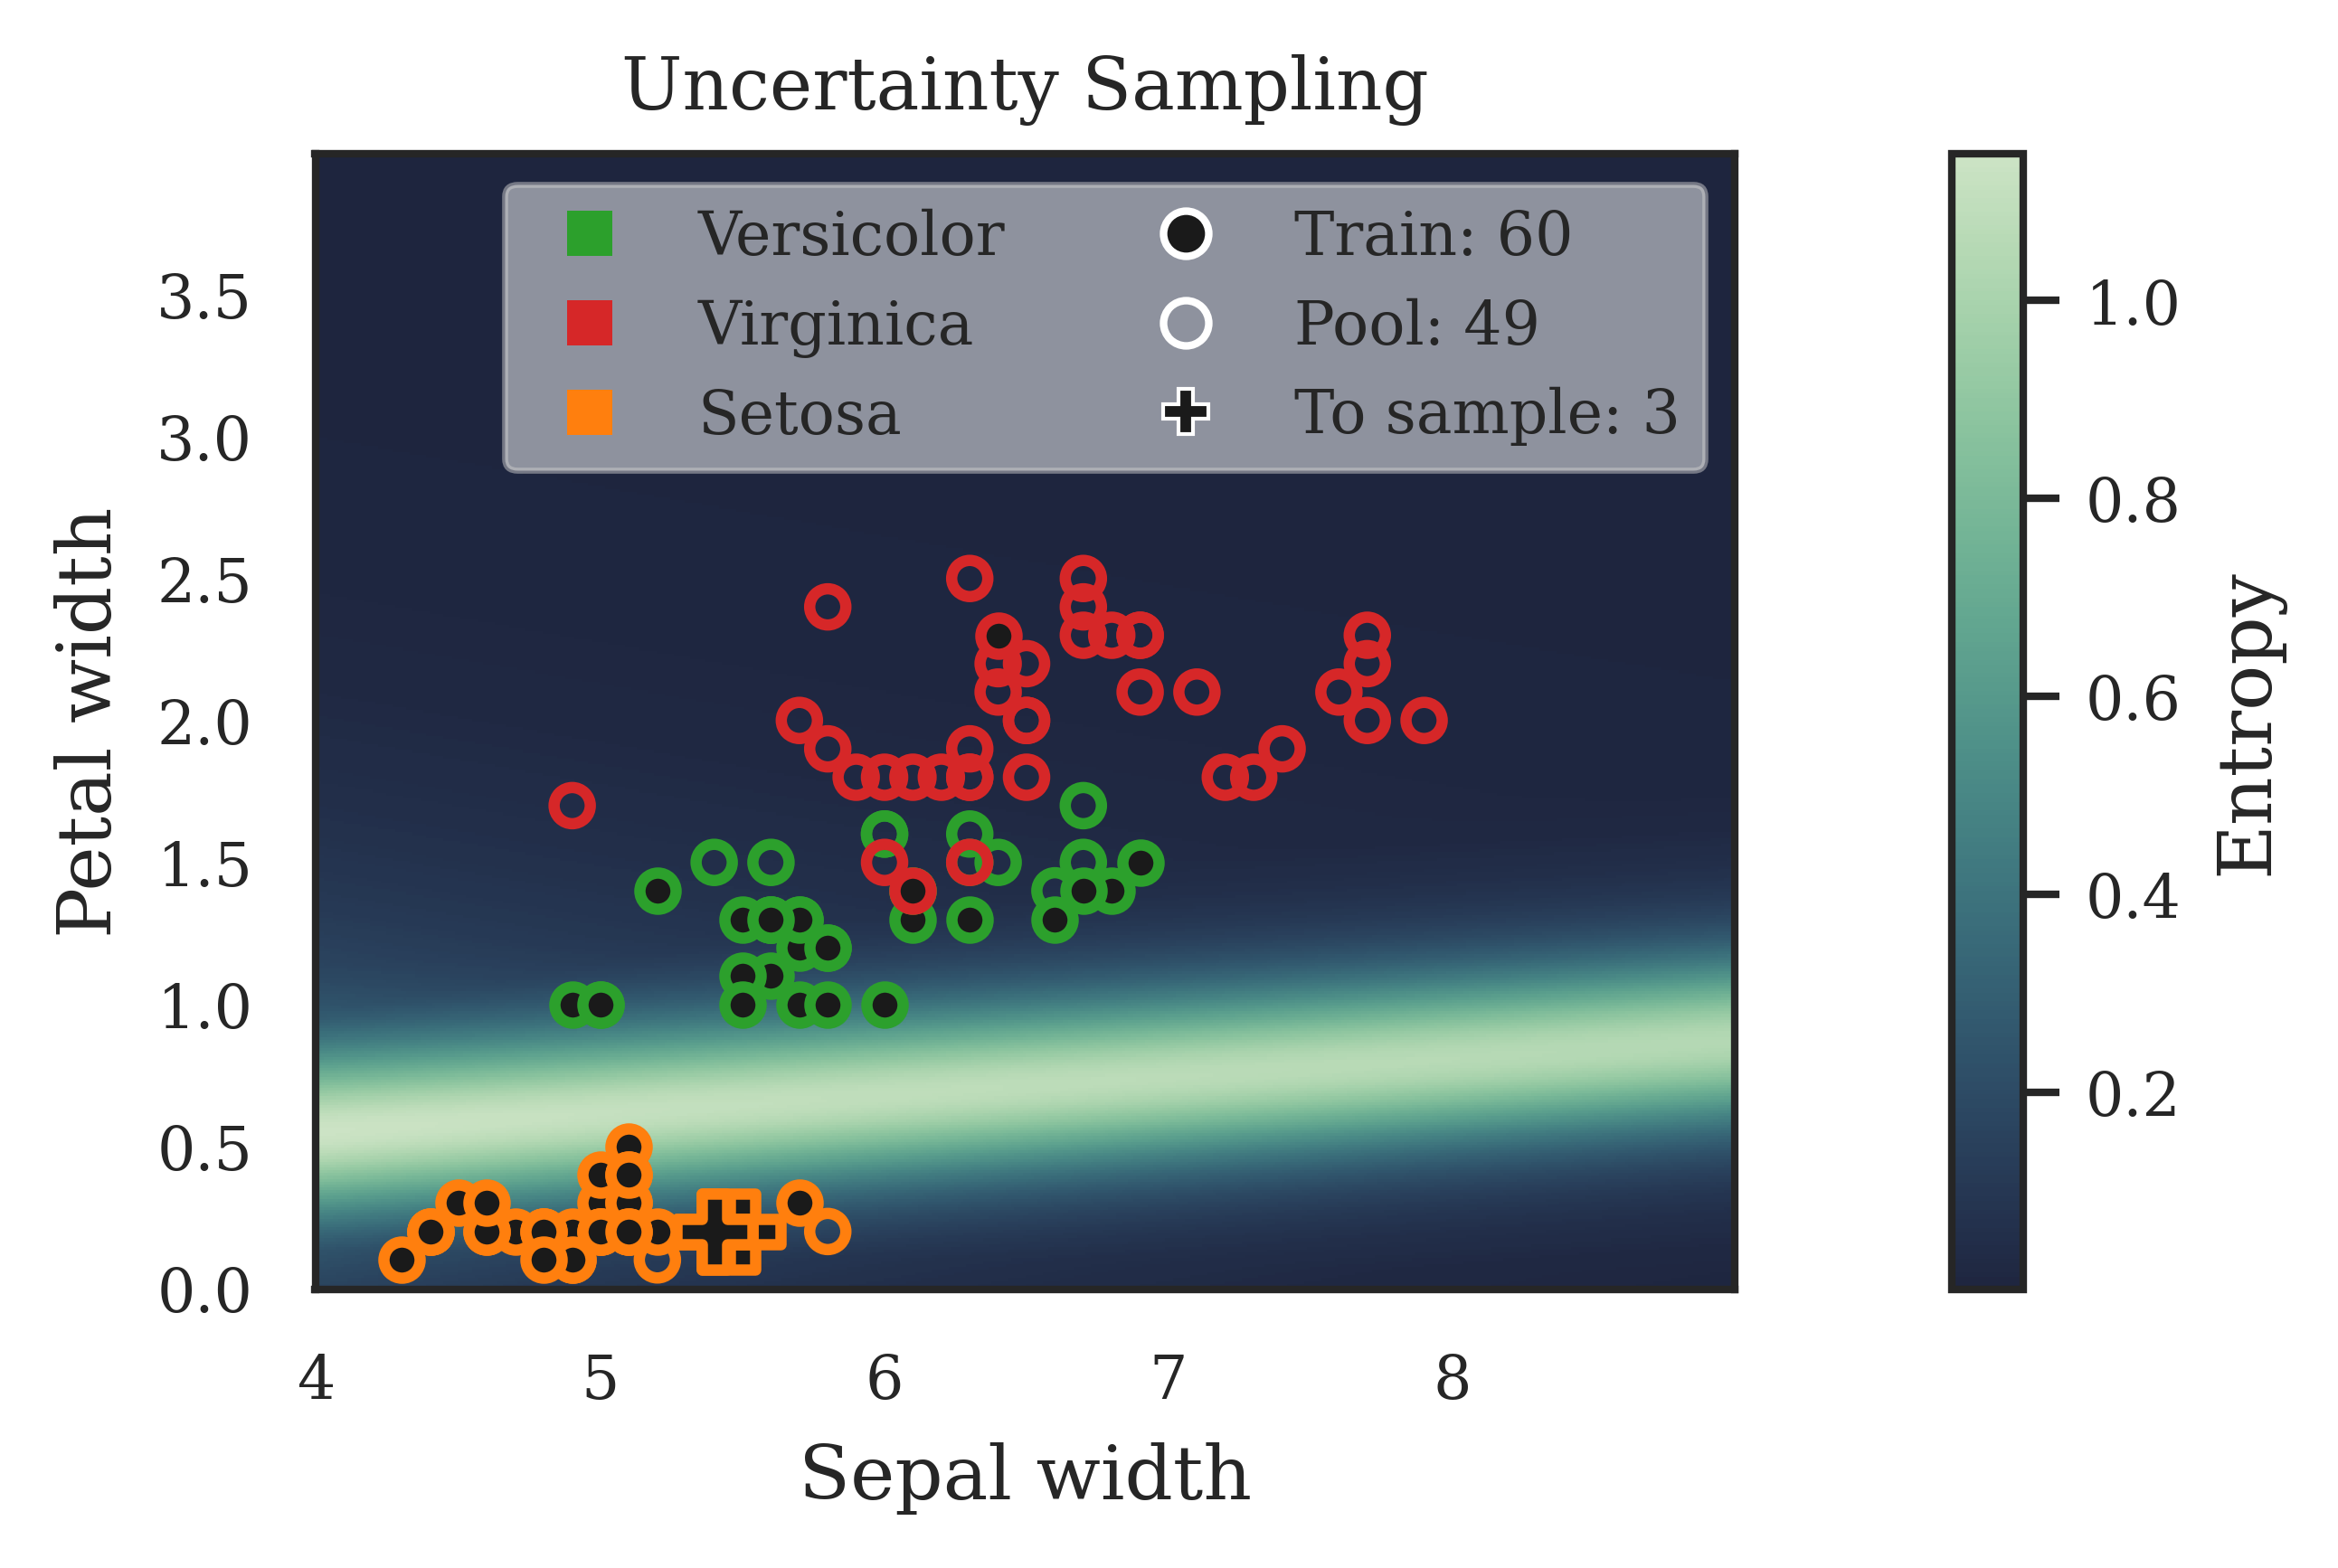 Uncertainty Sampling
Versicolor
Virginica
Setosa
Train: 60
Pool: 49
To sample: 3
Petal width
3.5
3.0
2.5
2.0
1.5
1.0
0.5
0.0
4 5 6 7 8
Sepal width
1.0
0.8
0.6
0.4
0.2
Entropy